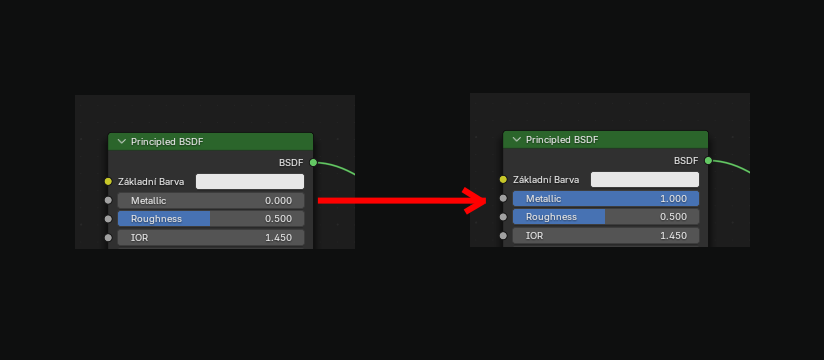 Principled BSDF
BSDF
Základní Barva
Metallic 0.000
Roughness 0.500
IOR 1.450
Principled BSDF
BSDF
Základní Barva
Metallic 1.000
Roughness 0.500
IOR 1.450